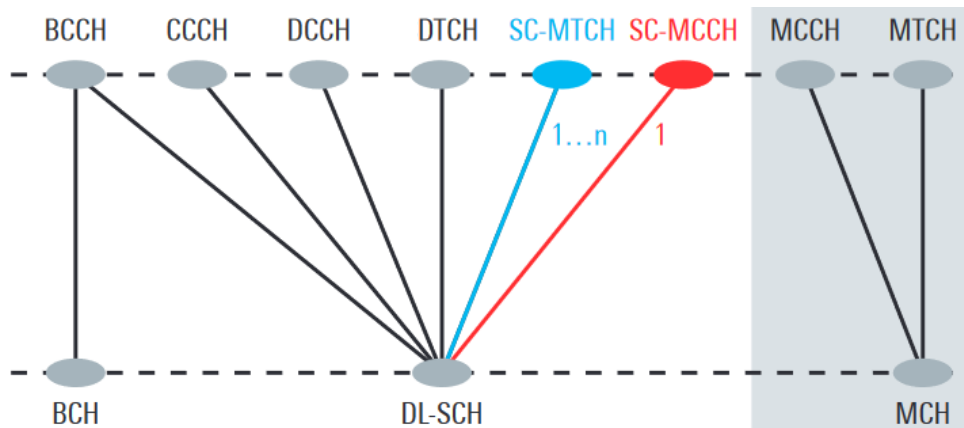 BCCH CCCH DCCH DTCH SC-MTCH SC-MCCH MCCH MTCH
1...n 1
BCH DL-SCH MCH